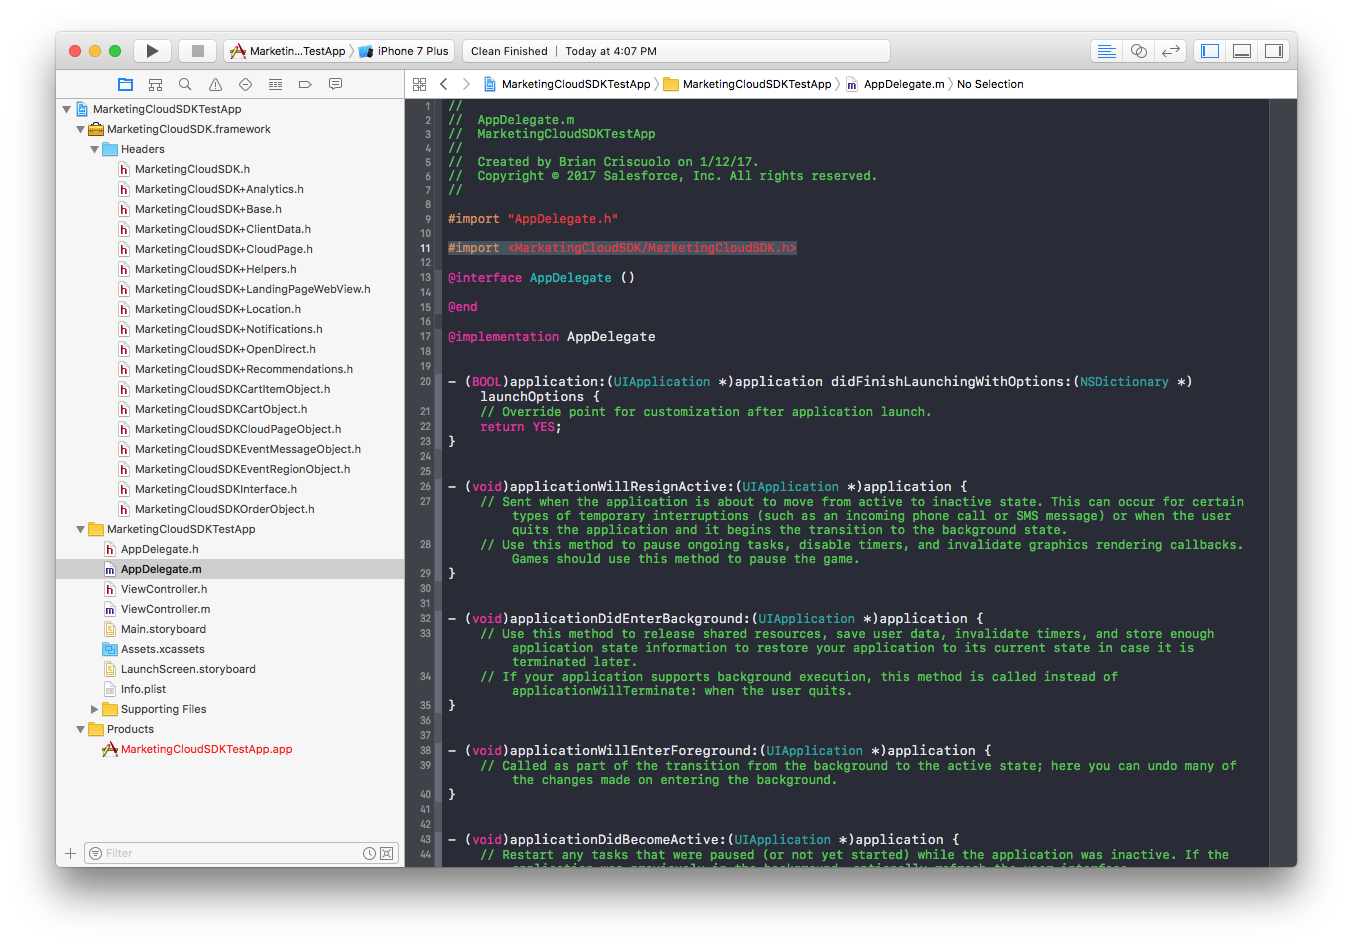 Marketin...TestApp
iPhone 7 Plus
Clean Finished | Today at 4:07 PM
MarketingCloudSDKTestApp
MarketingCloudSDKTestApp
AppDelegate.m
No Selection
MarketingCloudSDKTestApp
MarketingCloudSDK.framework
Headers
MarketingCloudSDK.h
MarketingCloudSDK+Analytics.h
MarketingCloudSDK+Base.h
MarketingCloudSDK+ClientData.h
MarketingCloudSDK+CloudPage.h
MarketingCloudSDK+Helpers.h
MarketingCloudSDK+LandingPageWebView.h
MarketingCloudSDK+Location.h
MarketingCloudSDK+Notifications.h
MarketingCloudSDK+OpenDirect.h
MarketingCloudSDK+Recommendations.h
MarketingCloudSDKCartItemObject.h
MarketingCloudSDKCartObject.h
MarketingCloudSDKCloudPageObject.h
MarketingCloudSDKEventMessageObject.h
MarketingCloudSDKEventRegionObject.h
MarketingCloudSDKInterface.h
MarketingCloudSDKOrderObject.h
MarketingCloudSDKTestApp
AppDelegate.h
AppDelegate.m
ViewController.h
ViewController.m
Main.storyboard
Assets.xcassets
LaunchScreen.storyboard
Info.plist
Supporting Files
Products
MarketingCloudSDKTestApp.app
Filter
1 //
2 //  AppDelegate.m
3 //  MarketingCloudSDKTestApp
4 //
5 //  Created by Brian Criscuolo on 1/12/17.
6 //  Copyright © 2017 Salesforce, Inc. All rights reserved.
7 //
8
9 #import "AppDelegate.h"
10
11 #import <MarketingCloudSDK/MarketingCloudSDK.h>
12
13 @interface AppDelegate ()
14
15 @end
16
17 @implementation AppDelegate
18
19
20 - (BOOL)application:(UIApplication *)application didFinishLaunchingWithOptions:(NSDictionary *)
launchOptions {
21 // Override point for customization after application launch.
22 return YES;
23 }
24
25
26 - (void)applicationWillResignActive:(UIApplication *)application {
27 // Sent when the application is about to move from active to inactive state. This can occur for certain
types of temporary interruptions (such as an incoming phone call or SMS message) or when the user
quits the application and it begins the transition to the background state.
28 // Use this method to pause ongoing tasks, disable timers, and invalidate graphics rendering callbacks.
Games should use this method to pause the game.
29 }
30
31
32 - (void)applicationDidEnterBackground:(UIApplication *)application {
33 // Use this method to release shared resources, save user data, invalidate timers, and store enough
application state information to restore your application to its current state in case it is
terminated later.
34 // If your application supports background execution, this method is called instead of
applicationWillTerminate: when the user quits.
35 }
36
37
38 - (void)applicationWillEnterForeground:(UIApplication *)application {
39 // Called as part of the transition from the background to the active state; here you can undo many of
the changes made on entering the background.
40 }
41
42
43 - (void)applicationDidBecomeActive:(UIApplication *)application {
44 // Restart any tasks that were paused (or not yet started) while the application was inactive. If the
application was previously in the background, optionally refresh the user interface.